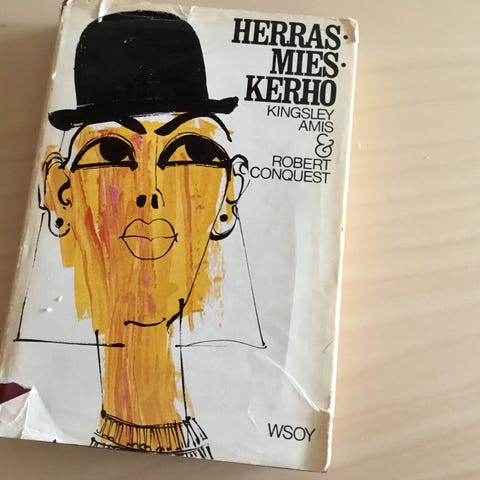 HERRAS·
MIES·
KERHO
KINGSLEY
AMIS
&
ROBERT
CONQUEST
WSOY